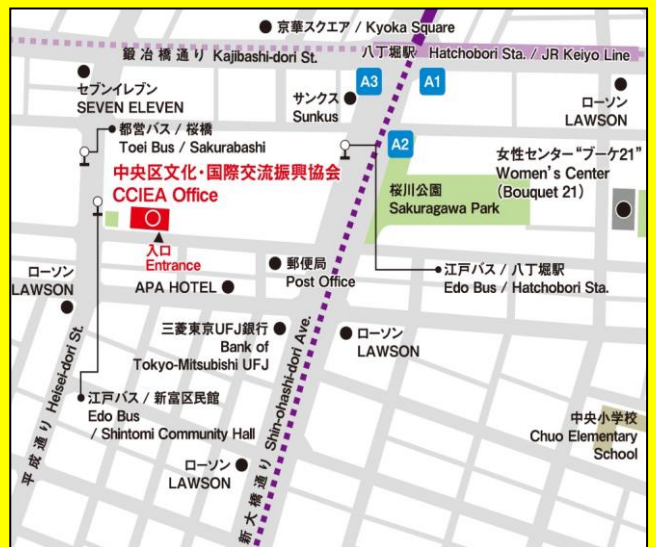 京華スクエア / Kyoka Square
鍛冶橋通り Kajibashi-dori St.
八丁堀駅 Hatchobori Sta. / JR Keiyo Line
セブンイレブン
SEVEN ELEVEN
サンクス
Sunkus
A3
A1
ローソン
LAWSON
都営バス / 桜橋
Toei Bus / Sakurabashi
A2
女性センター“ブーケ21”
Women's Center
(Bouquet 21)
中央区文化・国際交流振興協会
CCIEA Office
桜川公園
Sakuragawa Park
入口
Entrance
郵便局
Post Office
江戸バス / 八丁堀駅
Edo Bus / Hatchobori Sta.
ローソン
LAWSON
APA HOTEL
三菱東京UFJ銀行
Bank of
Tokyo-Mitsubishi UFJ
ローソン
LAWSON
江戸バス / 新富区民館
Edo Bus
/ Shintomi Community Hall
中央小学校
Chuo Elementary
School
ローソン
LAWSON
平成通り Heisei-dori St.
新大橋通り Shin-ohashi-dori Ave.